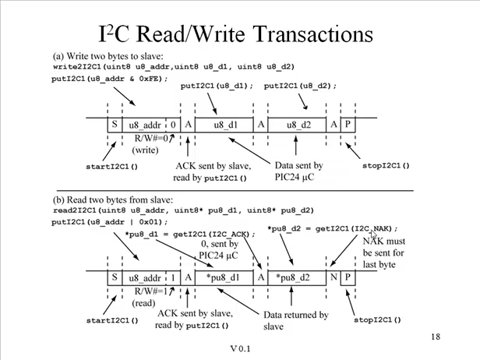 I²C Read/Write Transactions
(a) Write two bytes to slave:
write2I2C1(uint8 u8_addr,uint8 u8_d1, uint8 u8_d2)
putI2C1(u8_addr & 0xFE);
putI2C1(u8_d1);
putI2C1(u8_d2);
S u8_addr 0 A u8_d1 A u8_d2 A P
R/W#=0
(write)
startI2C1()
ACK sent by slave,
read by putI2C1()
Data sent by
PIC24 µC
stopI2C1()
(b) Read two bytes from slave:
read2I2C1(uint8 u8_addr, uint8* pu8_d1, uint8* pu8_d2)
putI2C1(u8_addr | 0x01);
*pu8_d1 = getI2C1(I2C_ACK);
*pu8_d2 = getI2C1(I2C_NAK);
0, sent by
PIC24 µC
NAK must
be sent for
last byte
S u8_addr 1 A *pu8_d1 A *pu8_d2 N P
R/W#=1
(read)
startI2C1()
ACK sent by slave,
read by putI2C1()
Data returned by
slave
stopI2C1()
18
V 0.1